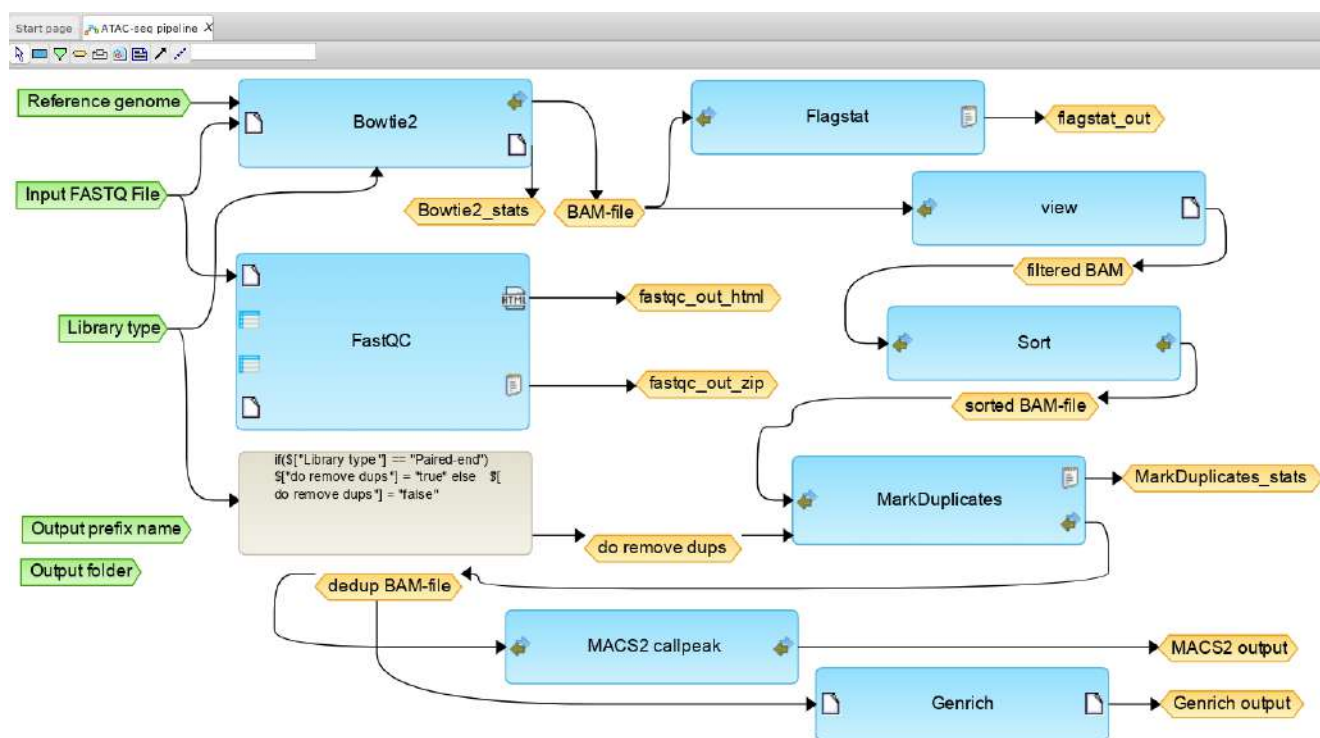 Start page
ATAC-seq pipeline X
Reference genome
Bowtie2
Flagstat
flagstat_out
Input FASTQ File
Bowtie2_stats
BAM-file
view
filtered BAM
Library type
FastQC
HTML
fastqc_out_html
Sort
fastqc_out_zip
sorted BAM-file
if($["Library type"] == "Paired-end")
$["do remove dups"] = "true" else $[
do remove dups"] = "false"
MarkDuplicates
MarkDuplicates_stats
Output prefix name
do remove dups
Output folder
dedup BAM-file
MACS2 callpeak
MACS2 output
Genrich
Genrich output